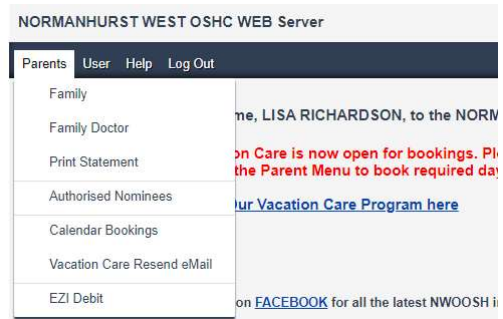 NORMANHURST WEST OSHC WEB Server
Parents User Help Log Out
Family
me, LISA RICHARDSON, to the NORM
Family Doctor
Print Statement
on Care is now open for bookings. Pl
the Parent Menu to book required day
Authorised Nominees
ur Vacation Care Program here
Calendar Bookings
Vacation Care Resend eMail
EZI Debit
on FACEBOOK for all the latest NWOOSH i